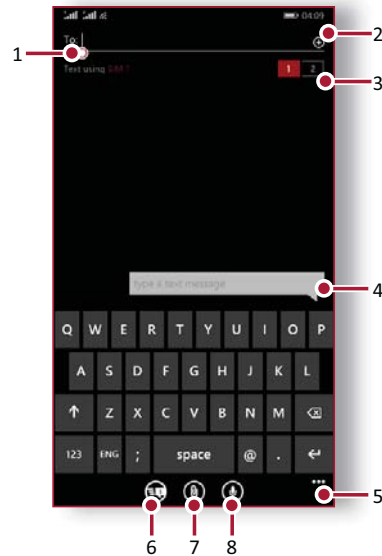 04:09
To:
1
2
Text using SIM 1
1 2
3
type a text message
4
Q W E R T Y U I O P
A S D F G H J K L
Z X C V B N M
123 ENG ; space @ .
...
5
6 7 8